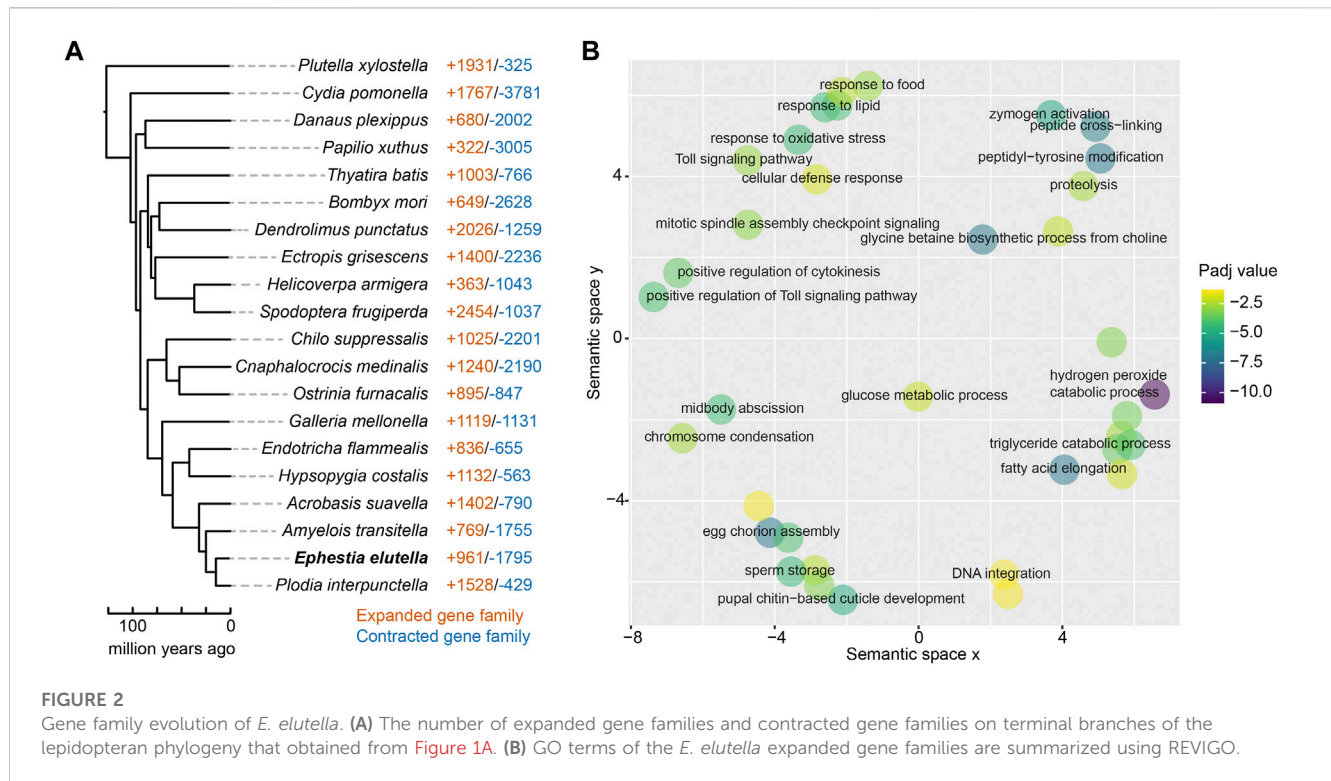 A
Plutella xylostella +1931/-325
Cydia pomonella +1767/-3781
Danaus plexippus +680/-2002
Papilio xuthus +322/-3005
Thyatira batis +1003/-766
Bombyx mori +649/-2628
Dendrolimus punctatus +2026/-1259
Ectropis grisescens +1400/-2236
Helicoverpa armigera +363/-1043
Spodoptera frugiperda +2454/-1037
Chilo suppressalis +1025/-2201
Cnaphalocrocis medinalis +1240/-2190
Ostrinia furnacalis +895/-847
Galleria mellonella +1119/-1131
Endotricha flammealis +836/-655
Hypsopygia costalis +1132/-563
Acrobasis suavella +1402/-790
Amyelois transitella +769/-1755
Ephestia elutella +961/-1795
Plodia interpunctella +1528/-429
Expanded gene family
Contracted gene family
100 0
million years ago
B
response to food
response to lipid
zymogen activation
peptide cross-linking
response to oxidative stress
Toll signaling pathway
peptidyl-tyrosine modification
cellular defense response
proteolysis
mitotic spindle assembly checkpoint signaling
glycine betaine biosynthetic process from choline
positive regulation of cytokinesis
positive regulation of Toll signaling pathway
hydrogen peroxide
catabolic process
glucose metabolic process
midbody abscission
chromosome condensation
triglyceride catabolic process
fatty acid elongation
egg chorion assembly
sperm storage
DNA integration
pupal chitin-based cuticle development
4
0
−4
Semantic space y
−8 −4 0 4
Semantic space x
Padj value
−2.5
−5.0
−7.5
−10.0
FIGURE 2
Gene family evolution of E. elutella. (A) The number of expanded gene families and contracted gene families on terminal branches of the
lepidopteran phylogeny that obtained from Figure 1A. (B) GO terms of the E. elutella expanded gene families are summarized using REVIGO.